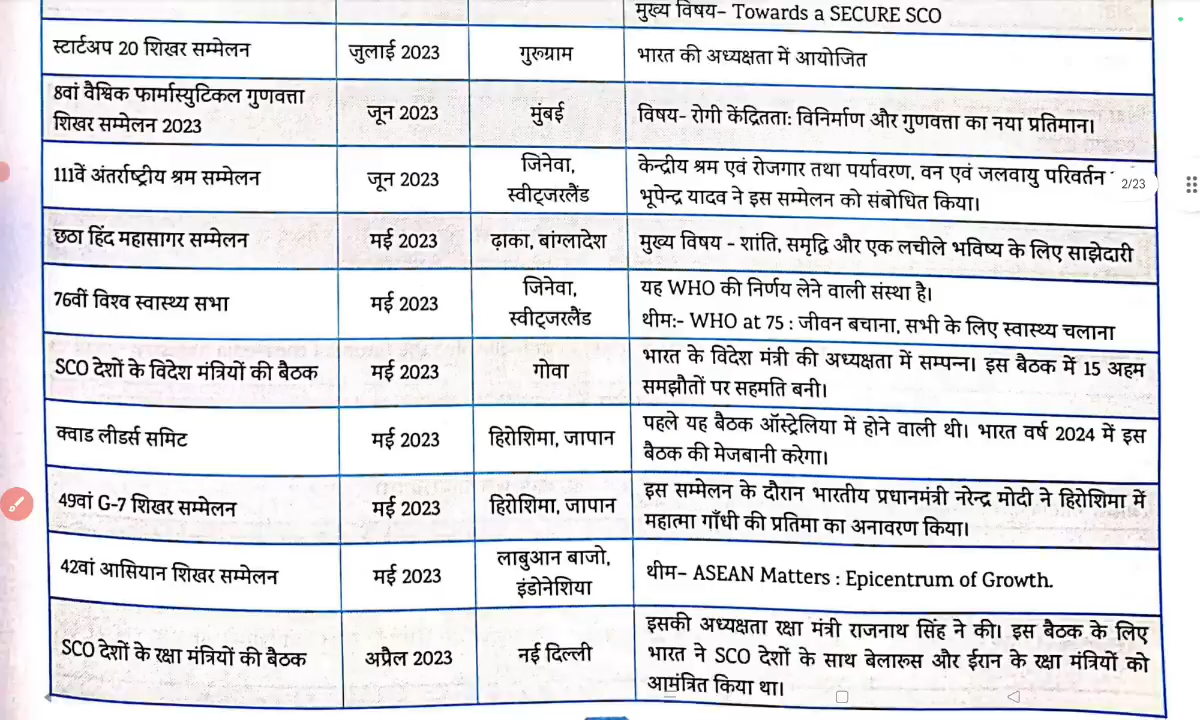 मुख्य विषय– Towards a SECURE SCO
स्टार्टअप 20 शिखर सम्मेलन जुलाई 2023 गुरुग्राम भारत की अध्यक्षता में आयोजित
8वां वैश्विक फार्मास्युटिकल गुणवत्ता
शिखर सम्मेलन 2023 जून 2023 मुंबई विषय– रोगी केंद्रितता: विनिर्माण और गुणवत्ता का नया प्रतिमान।
111वें अंतर्राष्ट्रीय श्रम सम्मेलन जून 2023 जिनेवा,
स्वीट्जरलैंड
केन्द्रीय श्रम एवं रोजगार तथा पर्यावरण, वन एवं जलवायु परिवर्तन
भूपेन्द्र यादव ने इस सम्मेलन को संबोधित किया।
2/23
छठा हिंद महासागर सम्मेलन मई 2023 ढ़ाका, बांग्लादेश मुख्य विषय – शांति, समृद्वि और एक लचीले भविष्य के लिए साझेदारी
76वीं विश्व स्वास्थ्य सभा मई 2023 जिनेवा,
स्वीट्जरलैंड
यह WHO की निर्णय लेने वाली संस्था है।
थीम:- WHO at 75 : जीवन बचाना, सभी के लिए स्वास्थ्य चलाना
SCO देशों के विदेश मंत्रियों की बैठक मई 2023 गोवा
भारत के विदेश मंत्री की अध्यक्षता में सम्पन्न। इस बैठक में 15 अहम
समझौतों पर सहमति बनी।
क्वाड लीडर्स समिट मई 2023 हिरोशिमा, जापान
पहले यह बैठक ऑस्ट्रेलिया में होने वाली थी। भारत वर्ष 2024 में इस
बैठक की मेजबानी करेगा।
49वां G-7 शिखर सम्मेलन मई 2023 हिरोशिमा, जापान
इस सम्मेलन के दौरान भारतीय प्रधानमंत्री नरेन्द्र मोदी ने हिरोशिमा में
महात्मा गाँधी की प्रतिमा का अनावरण किया।
42वां आसियान शिखर सम्मेलन मई 2023 लाबुआन बाजो,
इंडोनेशिया
थीम– ASEAN Matters : Epicentrum of Growth.
SCO देशों के रक्षा मंत्रियों की बैठक अप्रैल 2023 नई दिल्ली
इसकी अध्यक्षता रक्षा मंत्री राजनाथ सिंह ने की। इस बैठक के लिए
भारत ने SCO देशों के साथ बेलारूस और ईरान के रक्षा मंत्रियों को
आमंत्रित किया था।